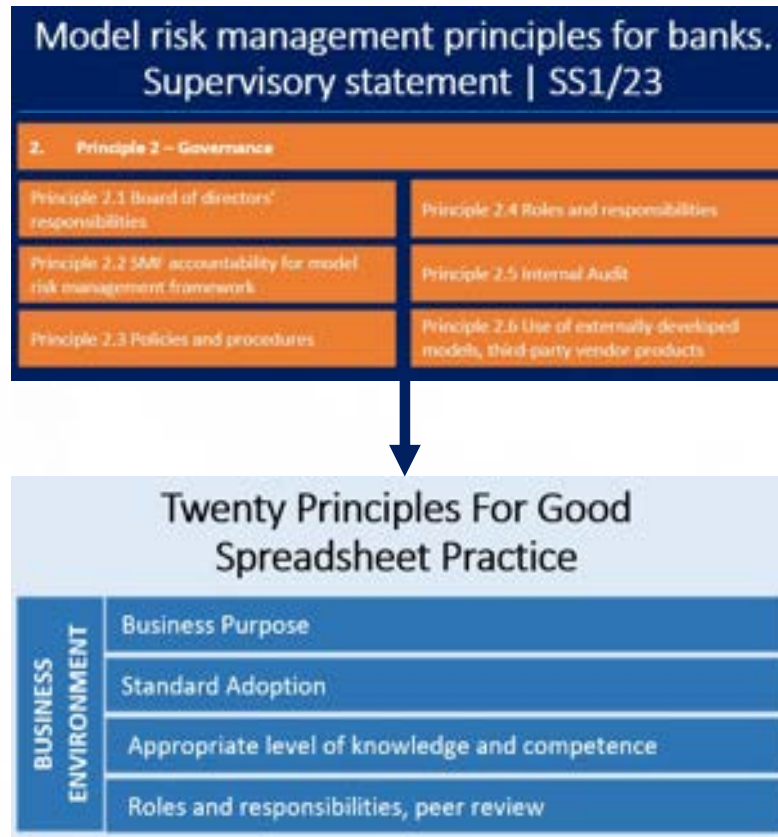 Model risk management principles for banks.
Supervisory statement | SS1/23
2. Principle 2 – Governance
Principle 2.1 Board of directors'
responsibilities
Principle 2.2 SMF accountability for model
risk management framework
Principle 2.3 Policies and procedures
Principle 2.4 Roles and responsibilities
Principle 2.5 Internal Audit
Principle 2.6 Use of externally developed
models, third-party vendor products
Twenty Principles For Good
Spreadsheet Practice
BUSINESS
ENVIRONMENT
Business Purpose
Standard Adoption
Appropriate level of knowledge and competence
Roles and responsibilities, peer review